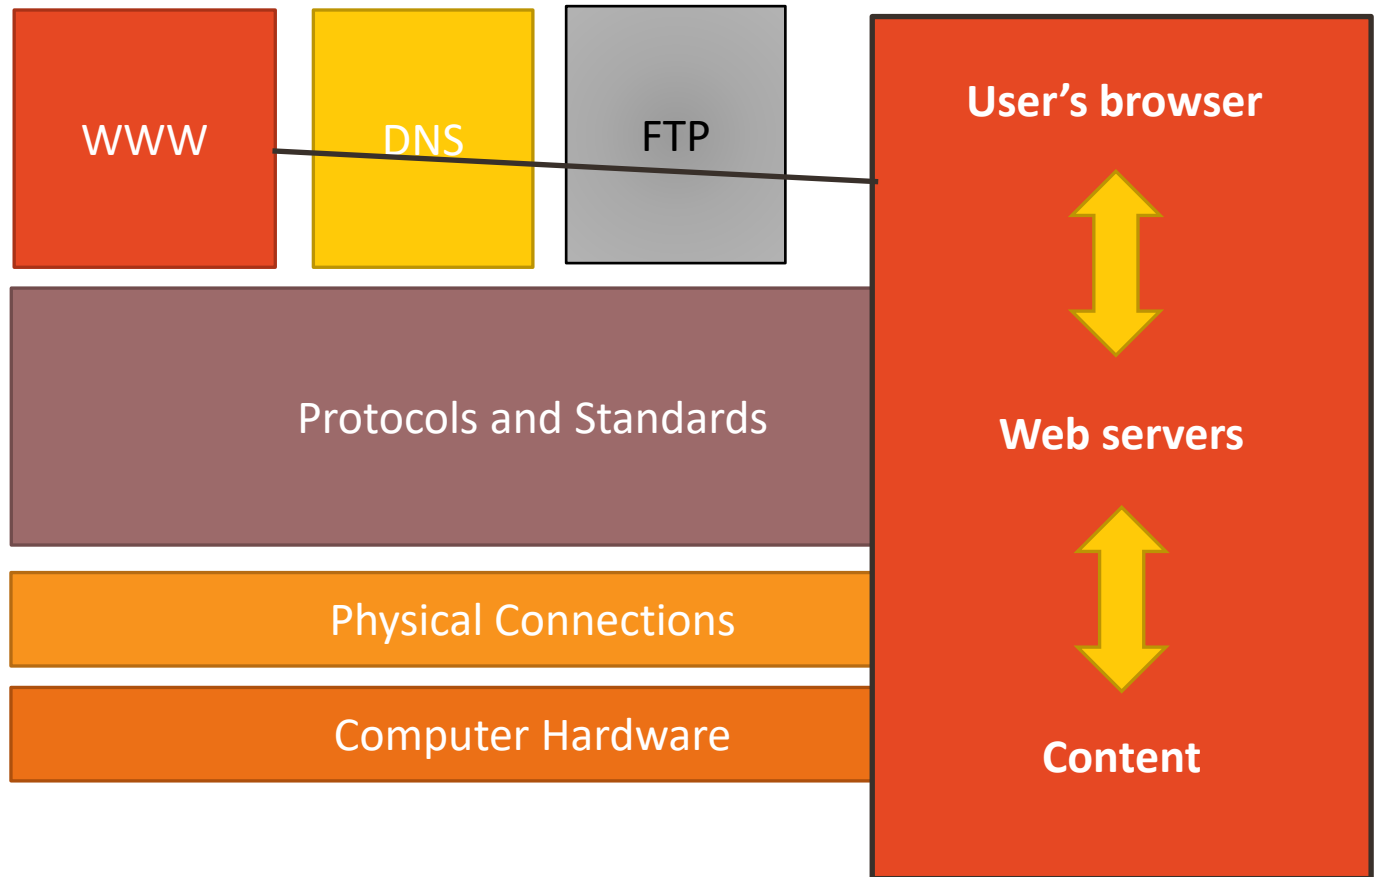 WWW
DNS
FTP
Protocols and Standards
Physical Connections
Computer Hardware
User’s browser
Web servers
Content